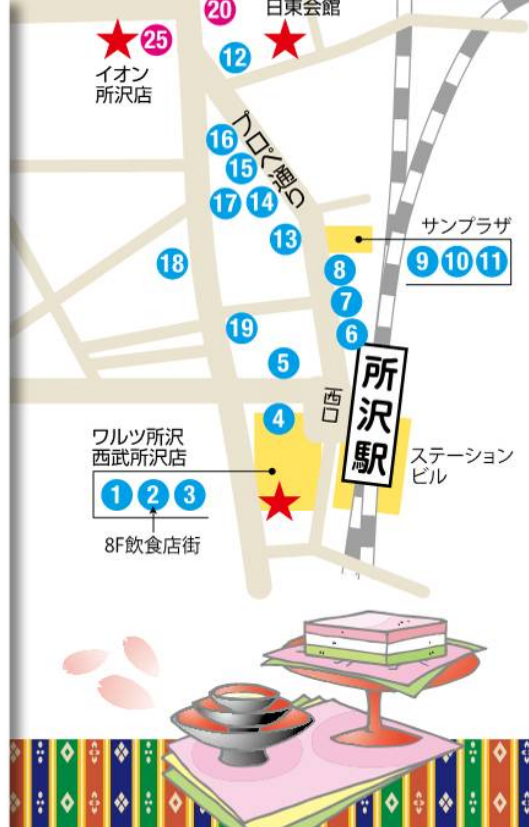 20
日東会館
25
12
イオン
所沢店
プロペ通り
16
15
17
14
サンプラザ
13
18
8
9 10 11
7
19
6
5
所沢駅
西口
4
ワルツ所沢
西武所沢店
ステーション
ビル
1 2 3
8F飲食店街